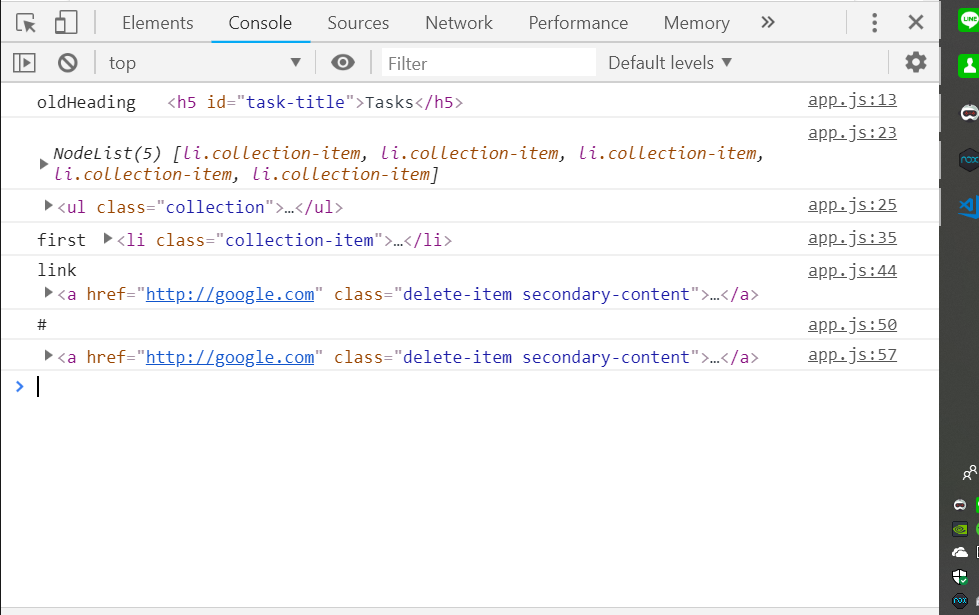 Elements Console Sources Network Performance Memory »
top Filter Default levels
oldHeading <h5 id="task-title">Tasks</h5> app.js:13
app.js:23
NodeList(5) [li.collection-item, li.collection-item, li.collection-item,
li.collection-item, li.collection-item]
<ul class="collection">…</ul> app.js:25
first <li class="collection-item">…</li> app.js:35
link app.js:44
<a href="http://google.com" class="delete-item secondary-content">…</a>
# app.js:50
<a href="http://google.com" class="delete-item secondary-content">…</a> app.js:57
LINE
nox
nox